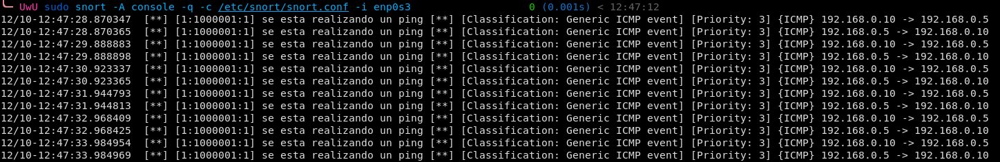 UwU sudo snort -A console -q -c /etc/snort/snort.conf -i enp0s3 0 (0.001s) < 12:47:12
12/10-12:47:28.870347 [**] [1:1000001:1] se esta realizando un ping [**] [Classification: Generic ICMP event] [Priority: 3] {ICMP} 192.168.0.10 -> 192.168.0.5
12/10-12:47:28.870365 [**] [1:1000001:1] se esta realizando un ping [**] [Classification: Generic ICMP event] [Priority: 3] {ICMP} 192.168.0.5 -> 192.168.0.10
12/10-12:47:29.888883 [**] [1:1000001:1] se esta realizando un ping [**] [Classification: Generic ICMP event] [Priority: 3] {ICMP} 192.168.0.10 -> 192.168.0.5
12/10-12:47:29.888898 [**] [1:1000001:1] se esta realizando un ping [**] [Classification: Generic ICMP event] [Priority: 3] {ICMP} 192.168.0.5 -> 192.168.0.10
12/10-12:47:30.923337 [**] [1:1000001:1] se esta realizando un ping [**] [Classification: Generic ICMP event] [Priority: 3] {ICMP} 192.168.0.10 -> 192.168.0.5
12/10-12:47:30.923365 [**] [1:1000001:1] se esta realizando un ping [**] [Classification: Generic ICMP event] [Priority: 3] {ICMP} 192.168.0.5 -> 192.168.0.10
12/10-12:47:31.944793 [**] [1:1000001:1] se esta realizando un ping [**] [Classification: Generic ICMP event] [Priority: 3] {ICMP} 192.168.0.10 -> 192.168.0.5
12/10-12:47:31.944813 [**] [1:1000001:1] se esta realizando un ping [**] [Classification: Generic ICMP event] [Priority: 3] {ICMP} 192.168.0.5 -> 192.168.0.10
12/10-12:47:32.968409 [**] [1:1000001:1] se esta realizando un ping [**] [Classification: Generic ICMP event] [Priority: 3] {ICMP} 192.168.0.10 -> 192.168.0.5
12/10-12:47:32.968425 [**] [1:1000001:1] se esta realizando un ping [**] [Classification: Generic ICMP event] [Priority: 3] {ICMP} 192.168.0.5 -> 192.168.0.10
12/10-12:47:33.984954 [**] [1:1000001:1] se esta realizando un ping [**] [Classification: Generic ICMP event] [Priority: 3] {ICMP} 192.168.0.10 -> 192.168.0.5
12/10-12:47:33.984969 [**] [1:1000001:1] se esta realizando un ping [**] [Classification: Generic ICMP event] [Priority: 3] {ICMP} 192.168.0.5 -> 192.168.0.10